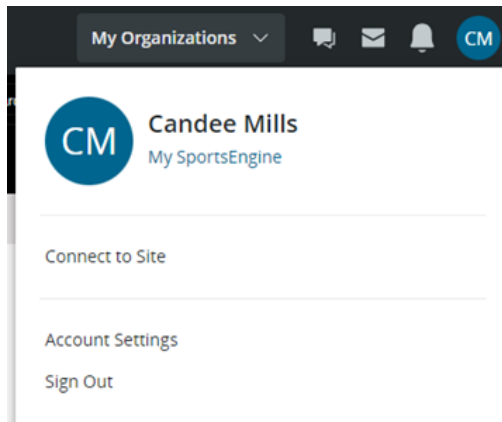 My Organizations
CM
CM
Candee Mills
My SportsEngine
Connect to Site
Account Settings
Sign Out